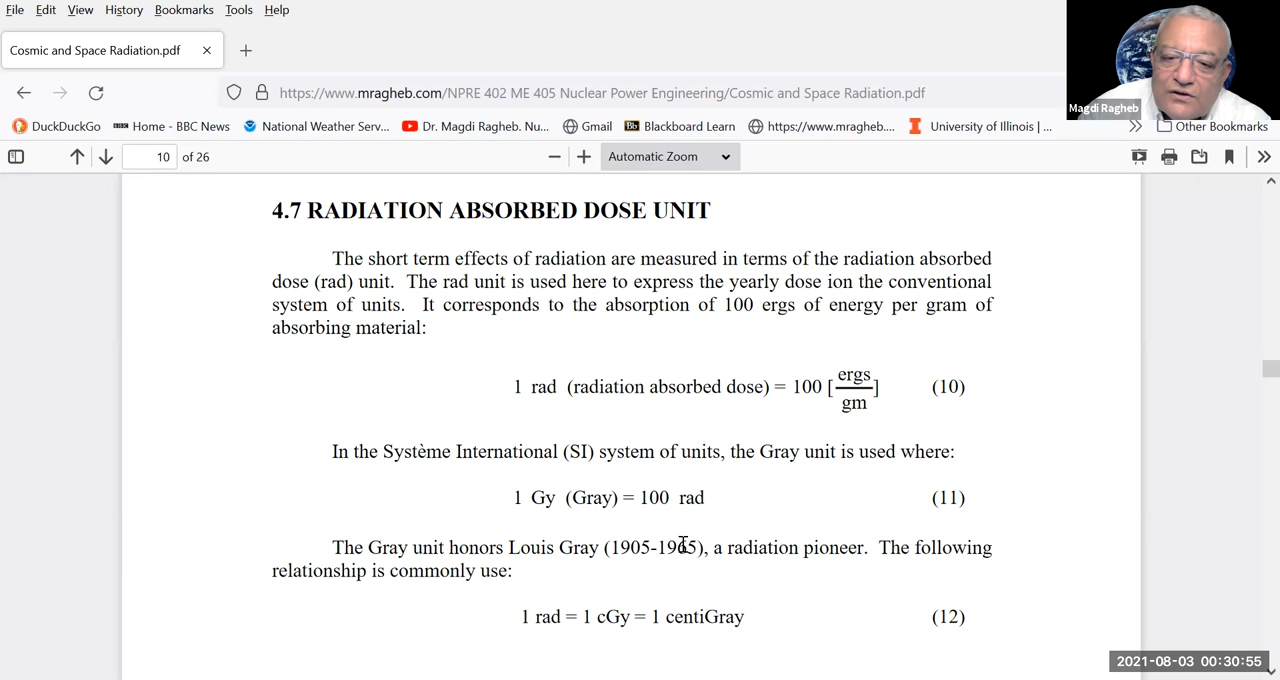 File Edit View History Bookmarks Tools Help
Cosmic and Space Radiation.pdf
https://www.mragheb.com/NPRE 402 ME 405 Nuclear Power Engineering/Cosmic and Space Radiation.pdf
Magdi Ragheb
DuckDuckGo BBC Home - BBC News National Weather Serv... Dr. Magdi Ragheb. Nu... Gmail Bb Blackboard Learn https://www.mragheb.... I University of Illinois |... Other Bookmarks
10 of 26 Automatic Zoom
4.7 RADIATION ABSORBED DOSE UNIT
The short term effects of radiation are measured in terms of the radiation absorbed
dose (rad) unit. The rad unit is used here to express the yearly dose ion the conventional
system of units. It corresponds to the absorption of 100 ergs of energy per gram of
absorbing material:
1 rad (radiation absorbed dose) = 100 [ergs/gm] (10)
In the Système International (SI) system of units, the Gray unit is used where:
1 Gy (Gray) = 100 rad (11)
The Gray unit honors Louis Gray (1905-1965), a radiation pioneer. The following
relationship is commonly use:
1 rad = 1 cGy = 1 centiGray (12)
2021-08-03 00:30:55